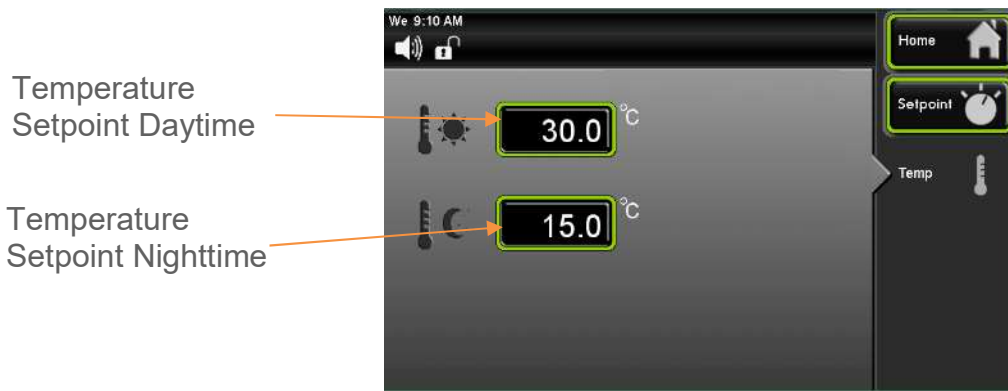 We 9:10 AM
Home
Setpoint
Temp
Temperature
Setpoint Daytime
30.0 °C
Temperature
Setpoint Nighttime
15.0 °C